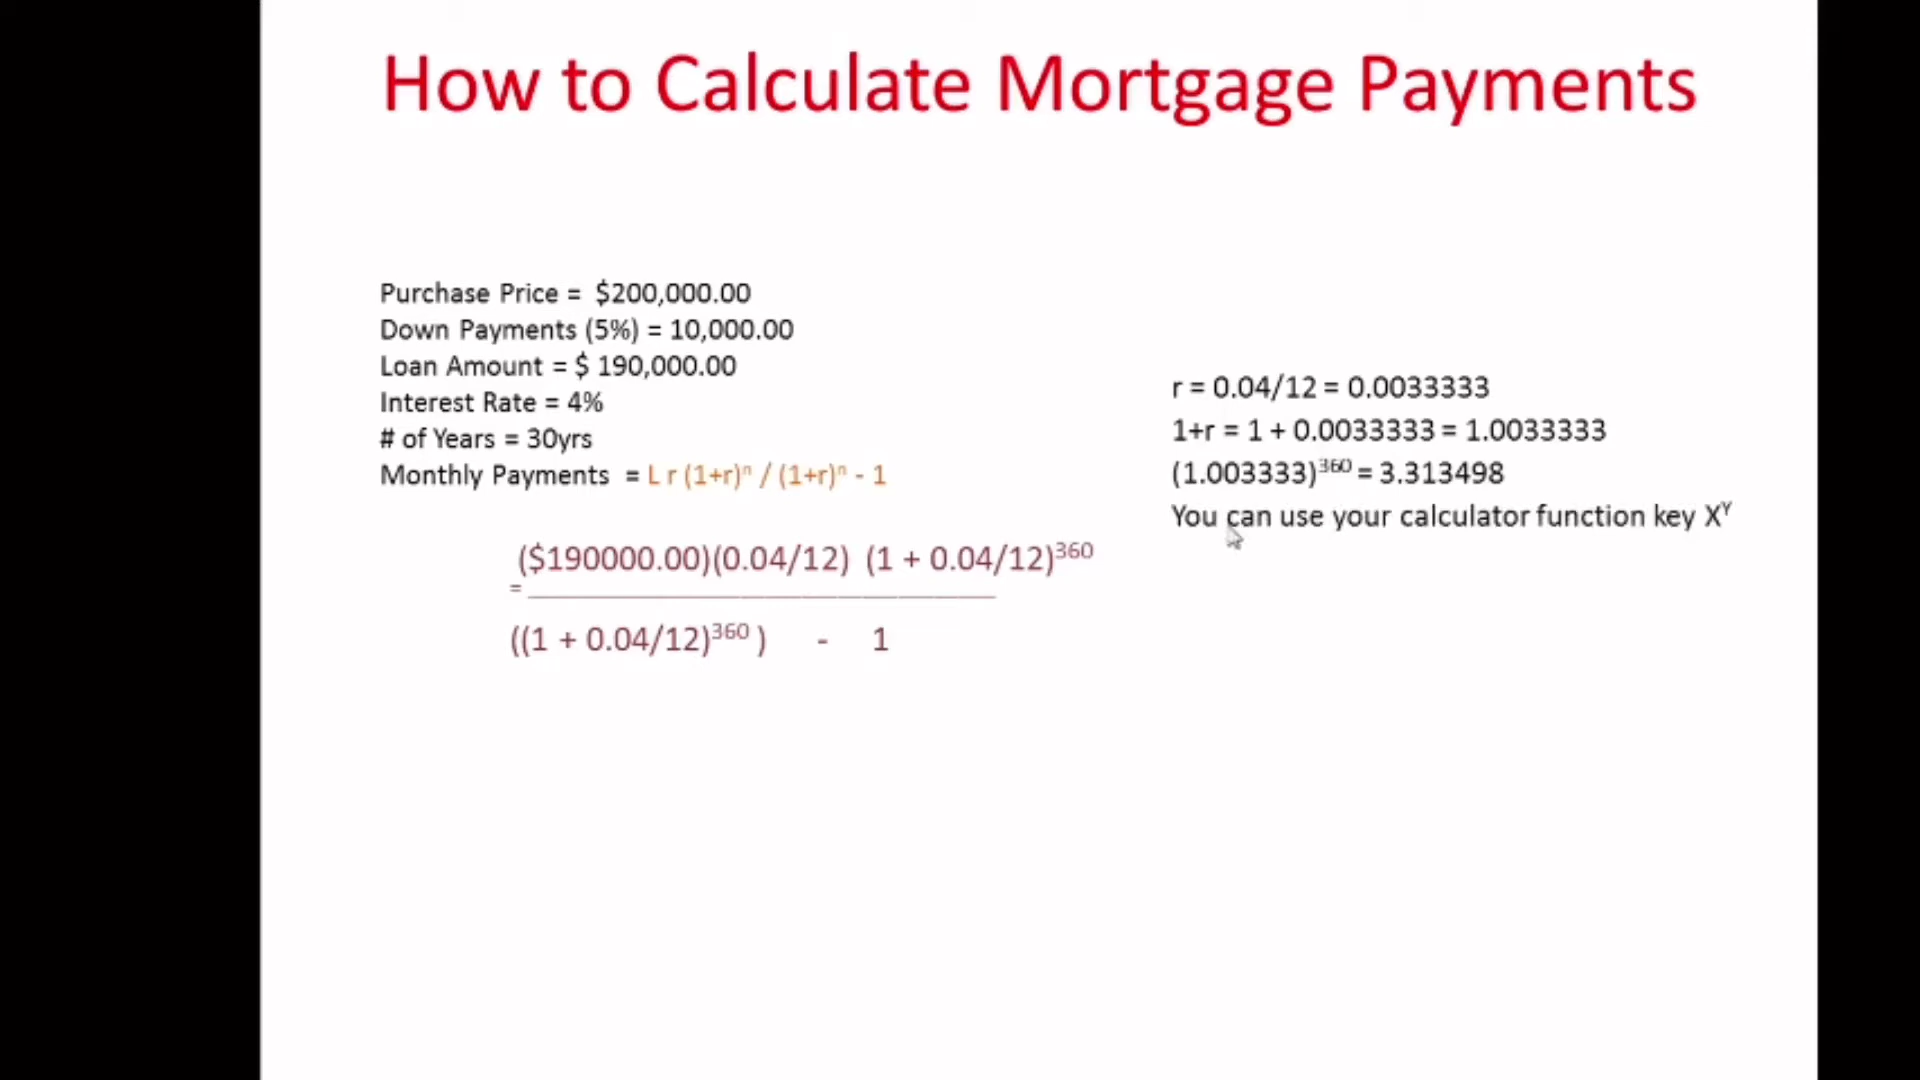 How to Calculate Mortgage Payments
Purchase Price =  $200,000.00
Down Payments (5%) = 10,000.00
Loan Amount = $ 190,000.00
Interest Rate = 4%
# of Years = 30yrs
Monthly Payments  = L r (1+r)ⁿ / (1+r)ⁿ - 1
($190000.00)(0.04/12)  (1 + 0.04/12)³⁶⁰
= ________________________________
((1 + 0.04/12)³⁶⁰ )     -     1
r = 0.04/12 = 0.0033333
1+r = 1 + 0.0033333 = 1.0033333
(1.003333)³⁶⁰ = 3.313498
You can use your calculator function key Xʸ